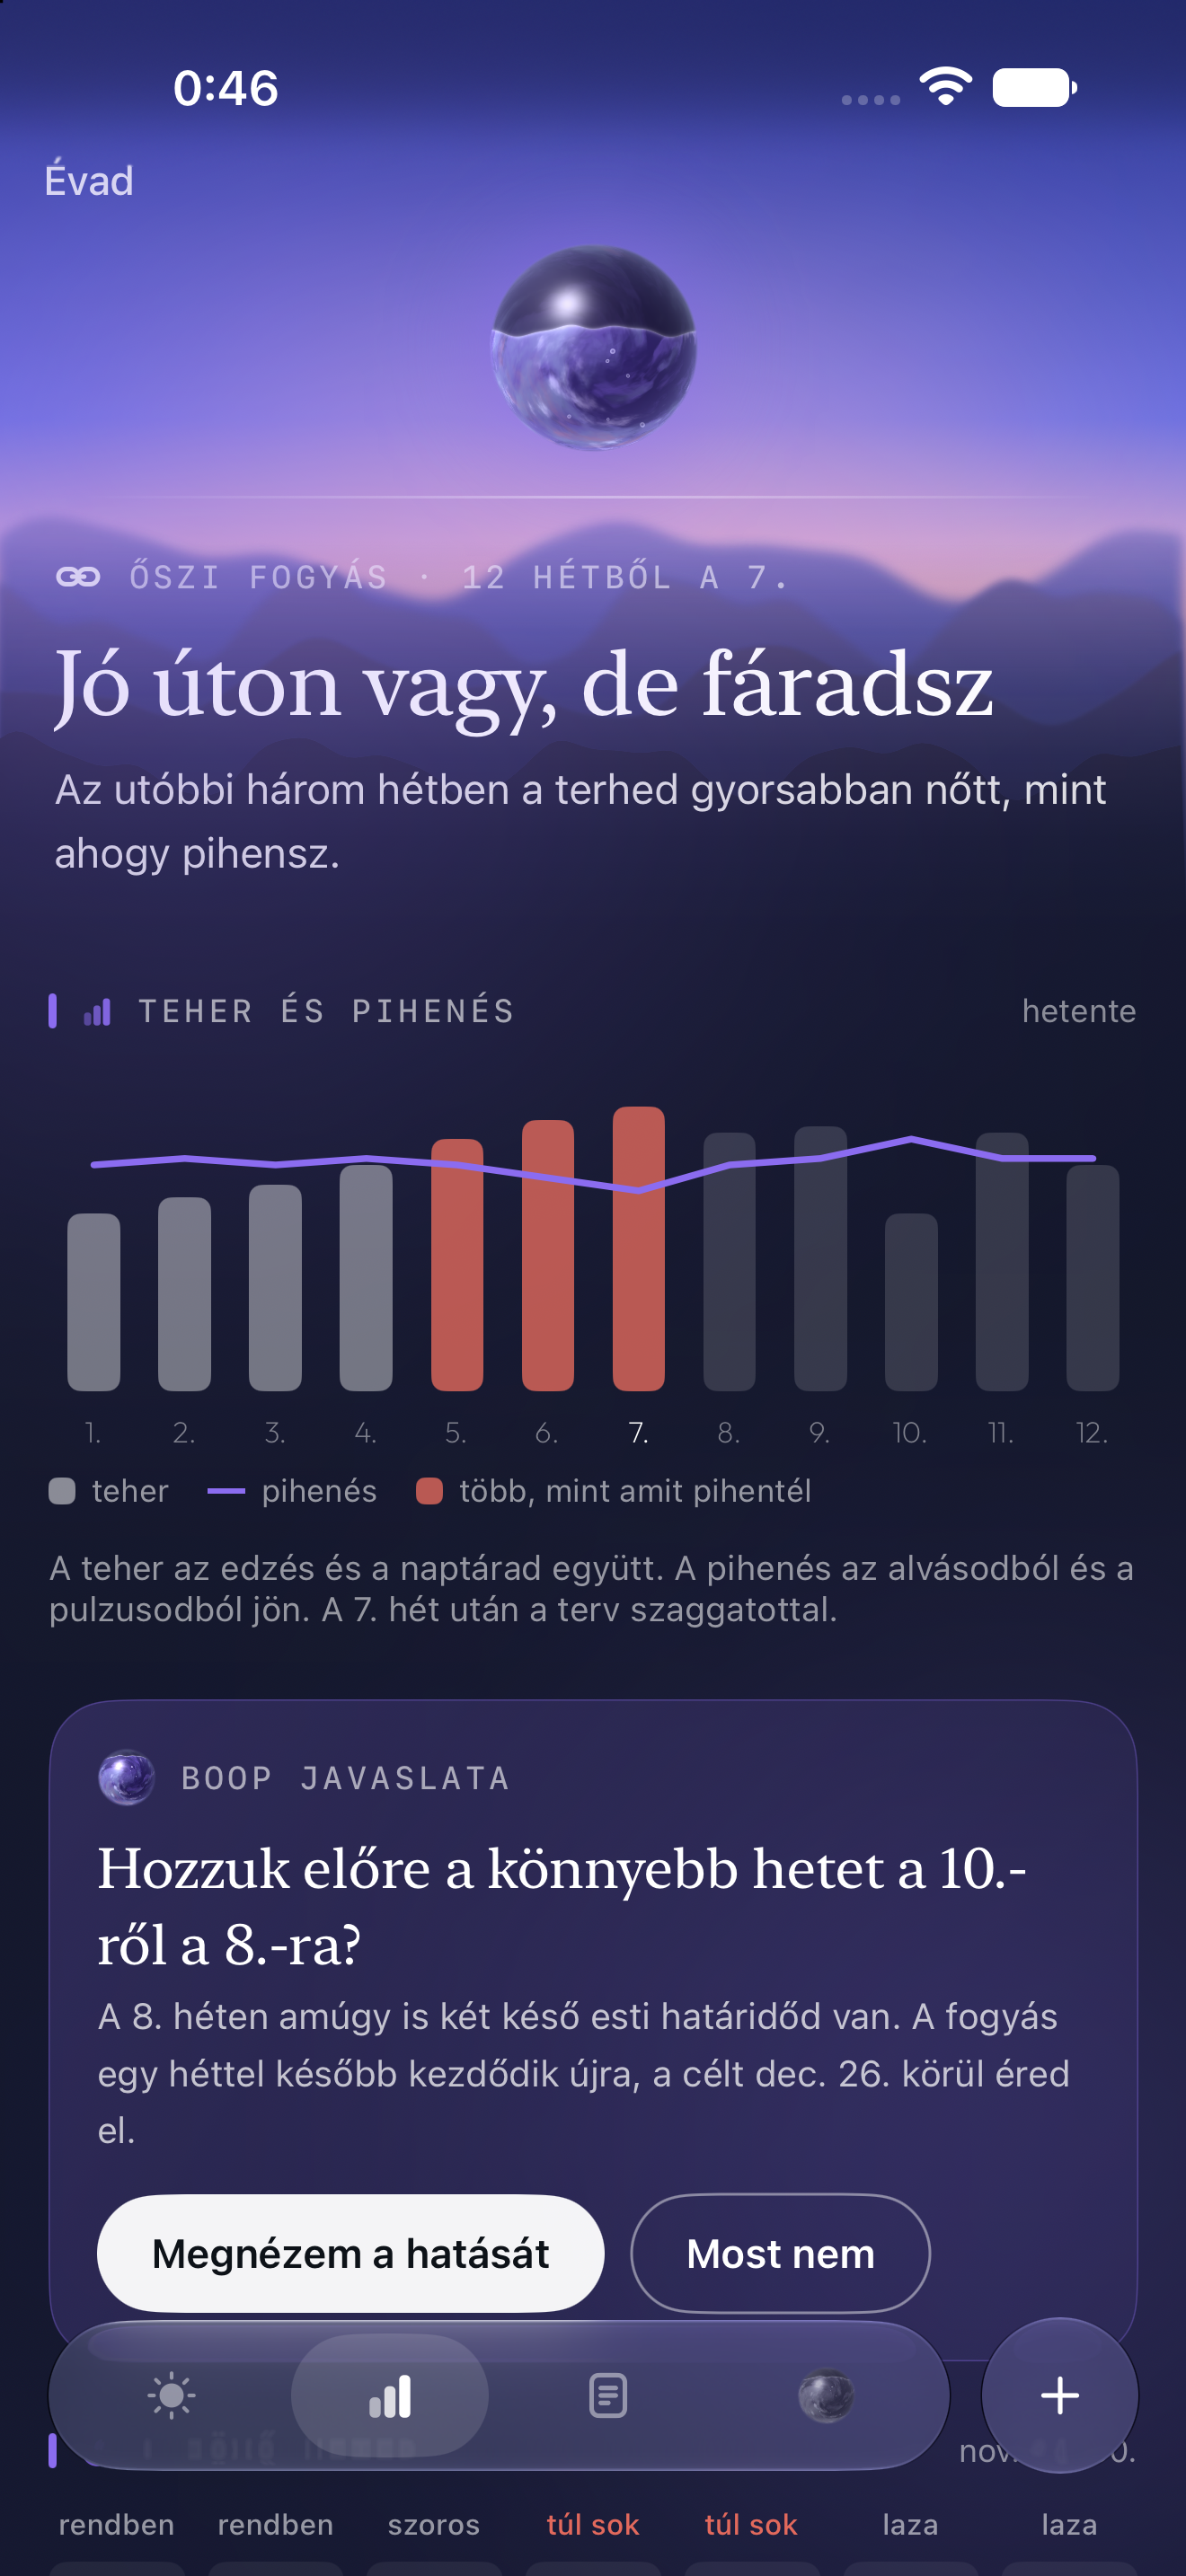 0:46
Évad
ŐSZI FOGYÁS · 12 HÉTBŐL A 7.
Jó úton vagy, de fáradsz
Az utóbbi három hétben a terhed gyorsabban nőtt, mint
ahogy pihensz.
TEHER ÉS PIHENÉS
hetente
1. 2. 3. 4. 5. 6. 7. 8. 9. 10. 11. 12.
teher pihenés több, mint amit pihentél
A teher az edzés és a naptárad együtt. A pihenés az alvásodból és a
pulzusodból jön. A 7. hét után a terv szaggatottal.
BOOP JAVASLATA
Hozzuk előre a könnyebb hetet a 10.-
ről a 8.-ra?
A 8. héten amúgy is két késő esti határidőd van. A fogyás
egy héttel később kezdődik újra, a célt dec. 26. körül éred
el.
Megnézem a hatását
Most nem
nov.
rendben rendben szoros túl sok túl sok laza laza